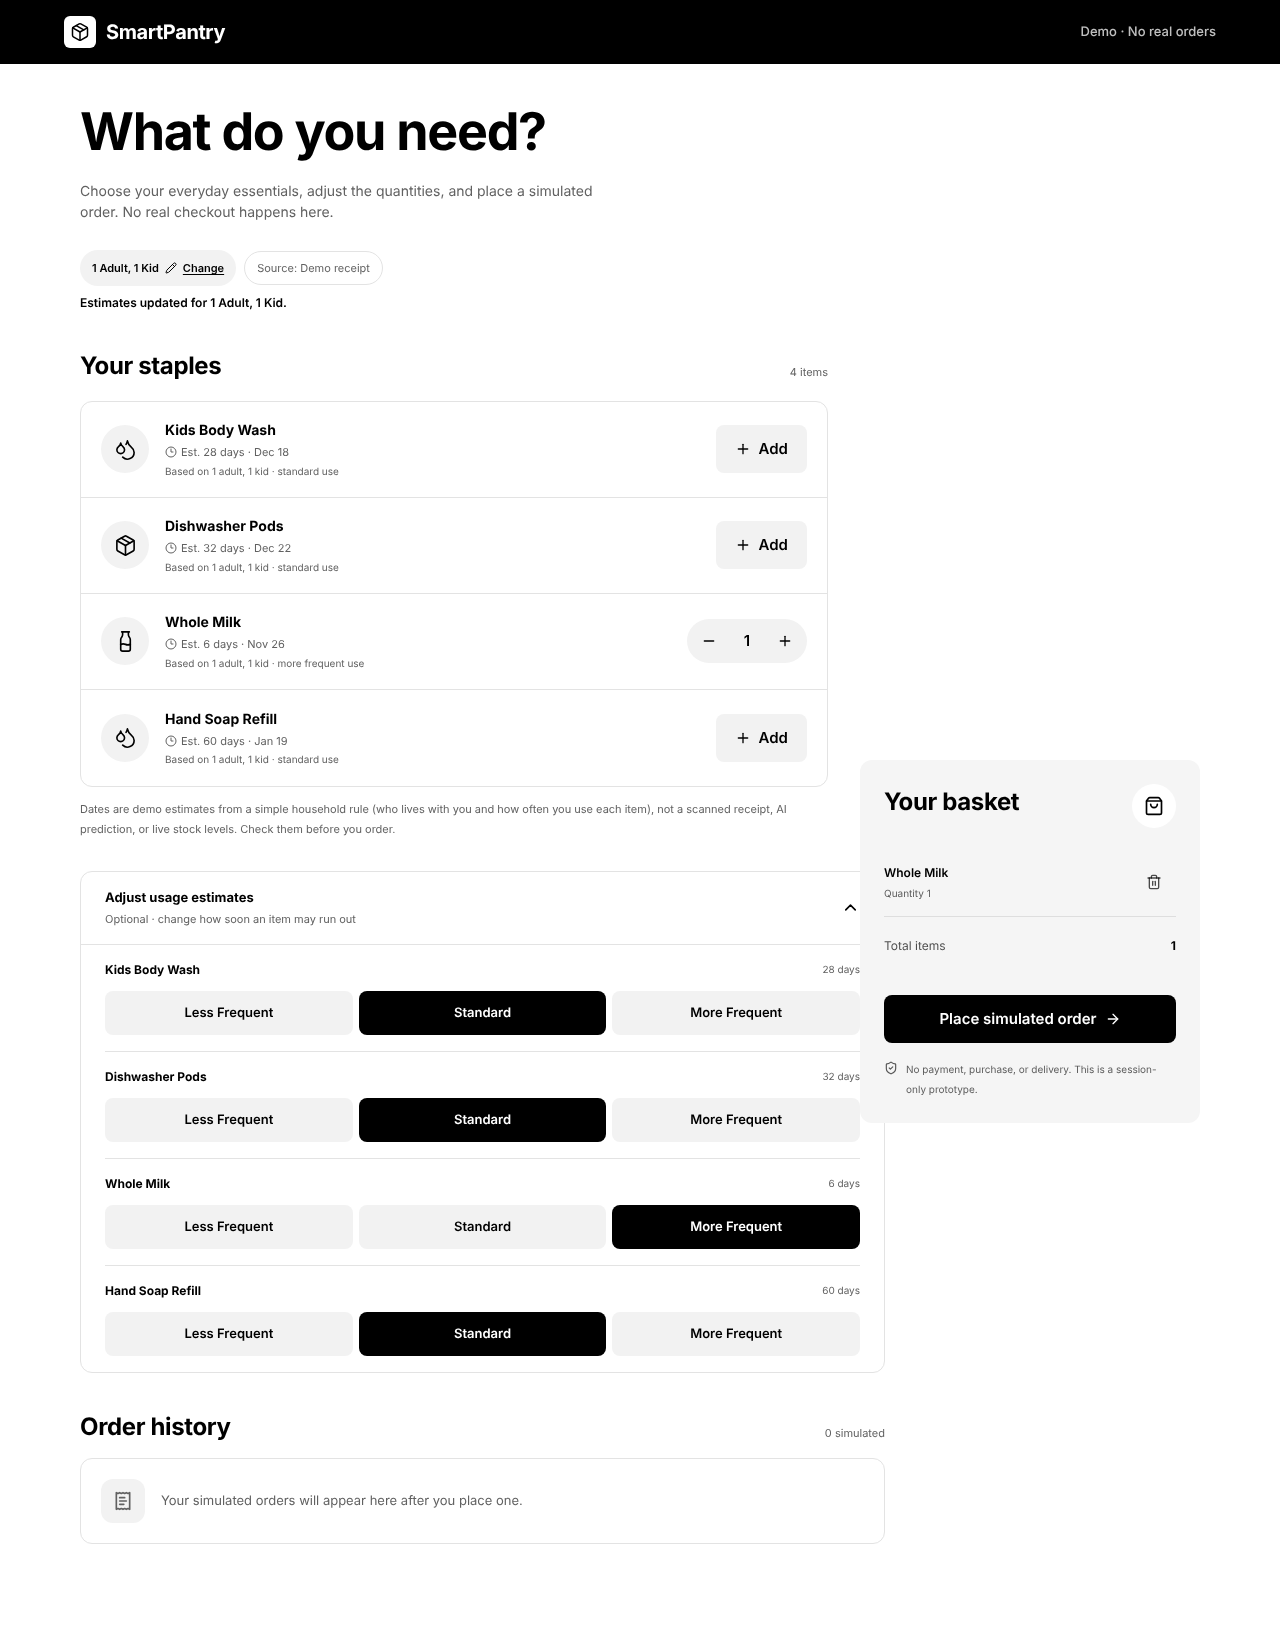 SmartPantry
Demo · No real orders
What do you need?
Choose your everyday essentials, adjust the quantities, and place a simulated
order. No real checkout happens here.
1 Adult, 1 Kid Change
Source: Demo receipt
Estimates updated for 1 Adult, 1 Kid.
Your staples
4 items
Kids Body Wash
Est. 28 days · Dec 18
Based on 1 adult, 1 kid · standard use
+ Add
Dishwasher Pods
Est. 32 days · Dec 22
Based on 1 adult, 1 kid · standard use
+ Add
Whole Milk
Est. 6 days · Nov 26
Based on 1 adult, 1 kid · more frequent use
− 1 +
Hand Soap Refill
Est. 60 days · Jan 19
Based on 1 adult, 1 kid · standard use
+ Add
Dates are demo estimates from a simple household rule (who lives with you and how often you use each item), not a scanned receipt, AI
prediction, or live stock levels. Check them before you order.
Your basket
Whole Milk
Quantity 1
Total items
1
Place simulated order
No payment, purchase, or delivery. This is a session-
only prototype.
Adjust usage estimates
Optional · change how soon an item may run out
Kids Body Wash
28 days
Less Frequent
Standard
More Frequent
Dishwasher Pods
32 days
Less Frequent
Standard
More Frequent
Whole Milk
6 days
Less Frequent
Standard
More Frequent
Hand Soap Refill
60 days
Less Frequent
Standard
More Frequent
Order history
0 simulated
Your simulated orders will appear here after you place one.